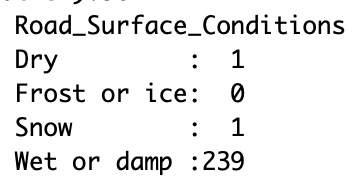 Road_Surface_Conditions
Dry         :  1
Frost or ice:  0
Snow        :  1
Wet or damp :239